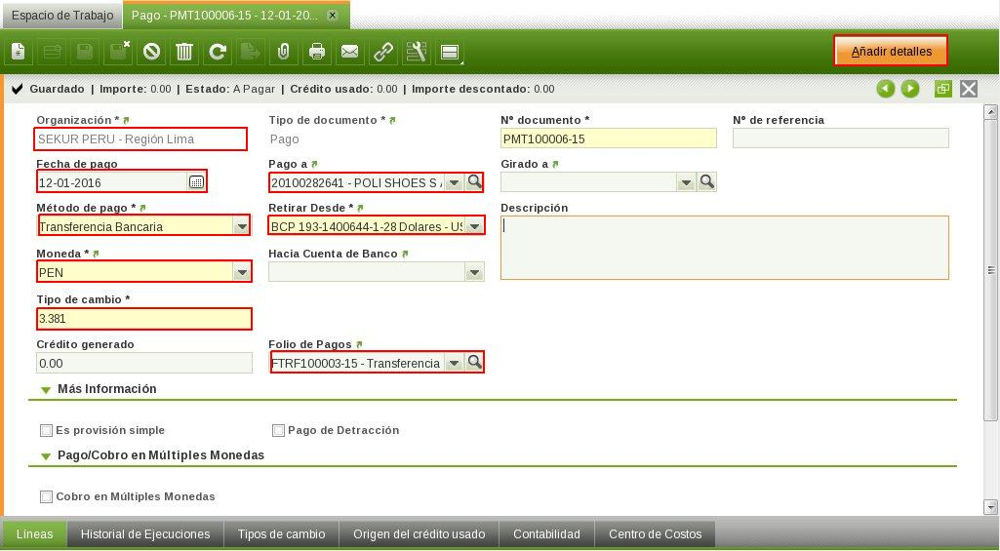 Espacio de Trabajo Pago - PMT100006-15 - 12-01-20...
Añadir detalles
Guardado | Importe: 0.00 | Estado: A Pagar | Crédito usado: 0.00 | Importe descontado: 0.00
Organización * Tipo de documento * Nº documento * Nº de referencia
SEKUR PERU - Región Lima Pago PMT100006-15
Fecha de pago Pago a Girado a
12-01-2016 20100282641 - POLI SHOES S
Método de pago * Retirar Desde * Descripción
Transferencia Bancaria BCP 193-1400644-1-28 Dolares - US
Moneda * Hacia Cuenta de Banco
PEN
Tipo de cambio *
3.381
Crédito generado Folio de Pagos
0.00 FTRF100003-15 - Transferencia
Más Información
Es provisión simple Pago de Detracción
Pago/Cobro en Múltiples Monedas
Cobro en Múltiples Monedas
Líneas Historial de Ejecuciones Tipos de cambio Origen del crédito usado Contabilidad Centro de Costos